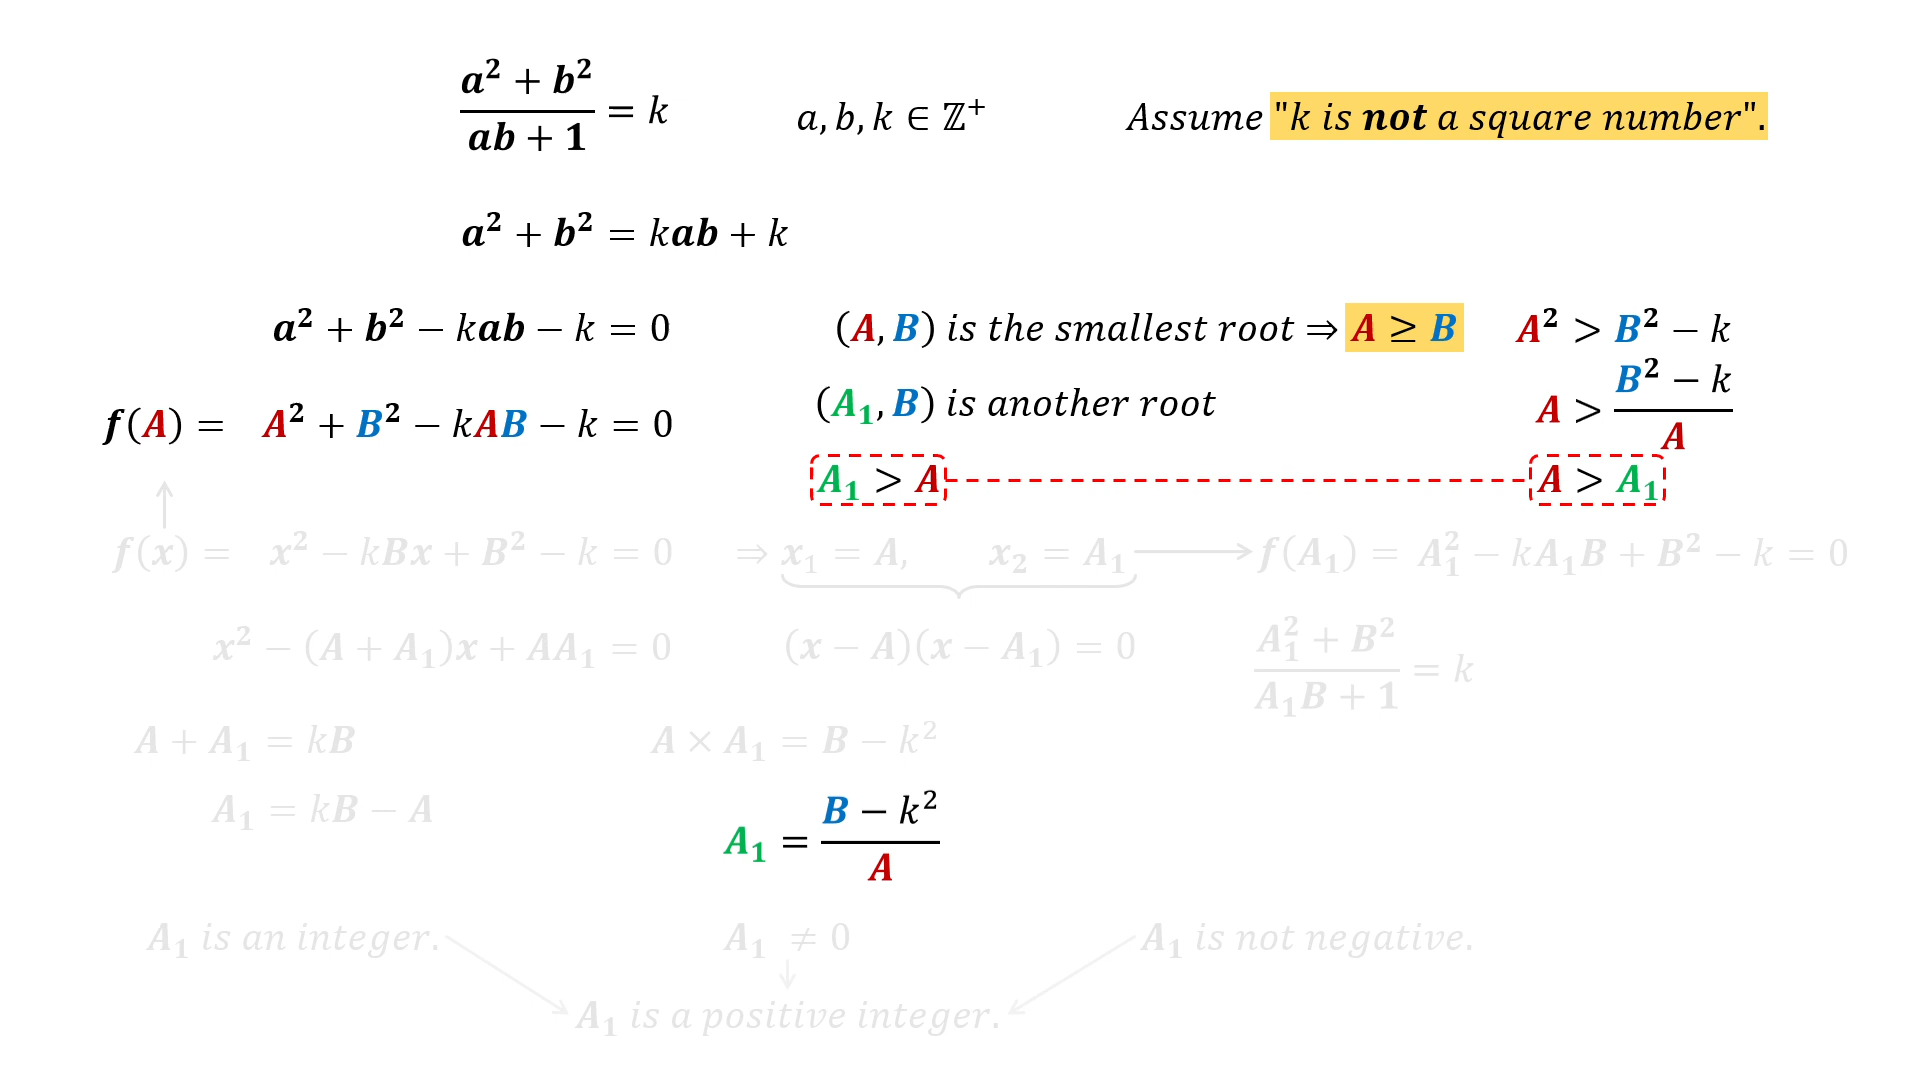 a² + b² / ab + 1 = k    a, b, k ∈ ℤ⁺    Assume "k is not a square number".
a² + b² = kab + k
a² + b² − kab − k = 0    (A, B) is the smallest root ⇒ A ≥ B    A² > B² − k
f(A) = A² + B² − kAB − k = 0    (A₁, B) is another root    A > B² − k / A
A₁ > A    A > A₁
f(x) = x² − kBx + B² − k = 0    ⇒ x₁ = A,    x₂ = A₁    f(A₁) = A₁² − kA₁B + B² − k = 0
x² − (A + A₁)x + AA₁ = 0    (x − A)(x − A₁) = 0    A₁² + B² / A₁B + 1 = k
A + A₁ = kB    A × A₁ = B − k²
A₁ = kB − A    A₁ = B − k² / A
A₁ is an integer.    A₁ ≠ 0    A₁ is not negative.
A₁ is a positive integer.